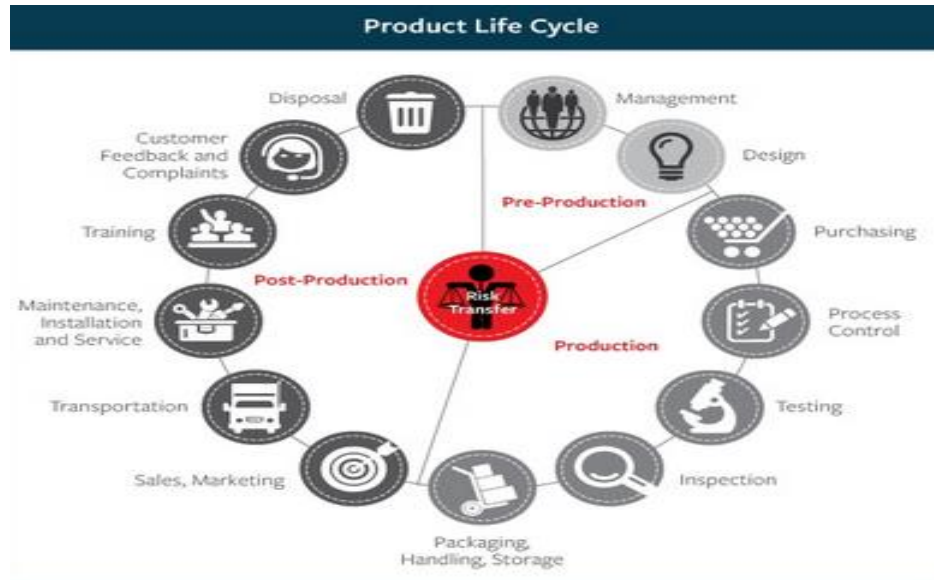 Product Life Cycle
Disposal
Management
Customer
Feedback and
Complaints
Design
Pre-Production
Training
Purchasing
Post-Production
Risk
Transfer
Maintenance,
Installation
and Service
Process
Control
Production
Transportation
Testing
Sales, Marketing
Inspection
Packaging,
Handling, Storage